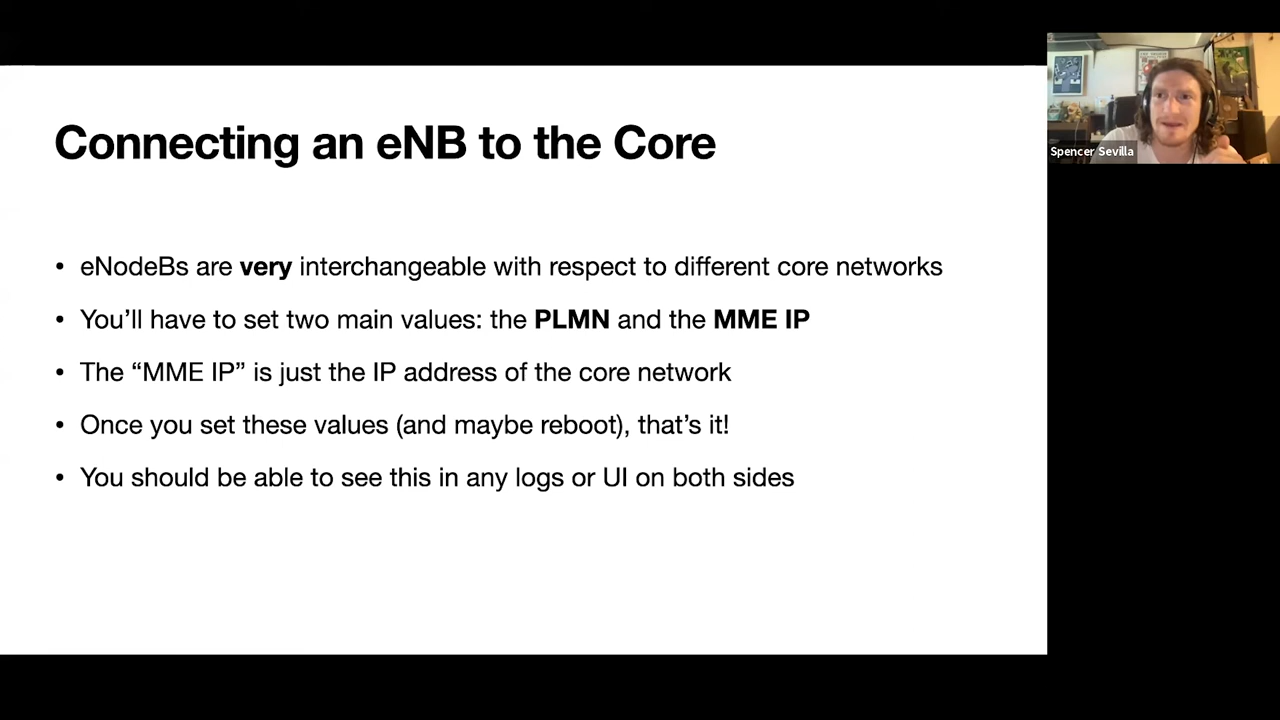 Connecting an eNB to the Core
• eNodeBs are very interchangeable with respect to different core networks
• You’ll have to set two main values: the PLMN and the MME IP
• The “MME IP” is just the IP address of the core network
• Once you set these values (and maybe reboot), that’s it!
• You should be able to see this in any logs or UI on both sides
Spencer Sevilla